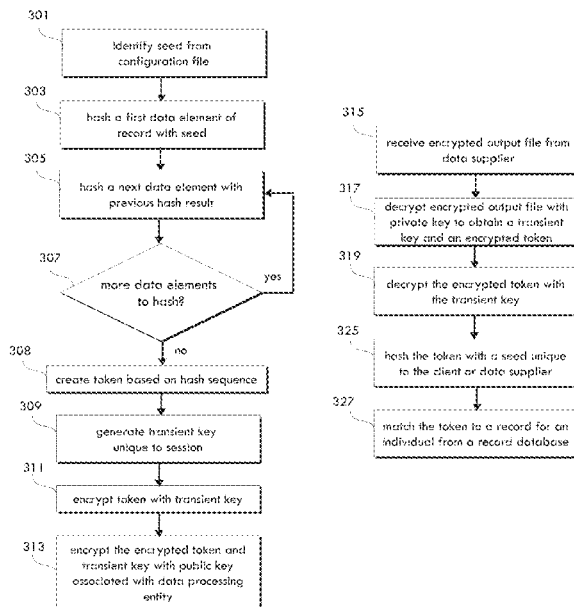 301
Identify seed from
configuration file
303
hash a first data element of
record with seed
305
hash a next data element with
previous hash result
307
more data elements
to hash?
yes
no
308
create token based on hash sequence
309
generate transient key
unique to session
311
encrypt token with transient key
313
encrypt the encrypted token and
transient key with public key
associated with data processing
entity
315
receive encrypted output file from
data supplier
317
decrypt encrypted output file with
private key to obtain a transient
key and an encrypted token
319
decrypt the encrypted token with
the transient key
325
hash the token with a seed unique
to the client or data supplier
327
match the token to a record for an
individual from a record database